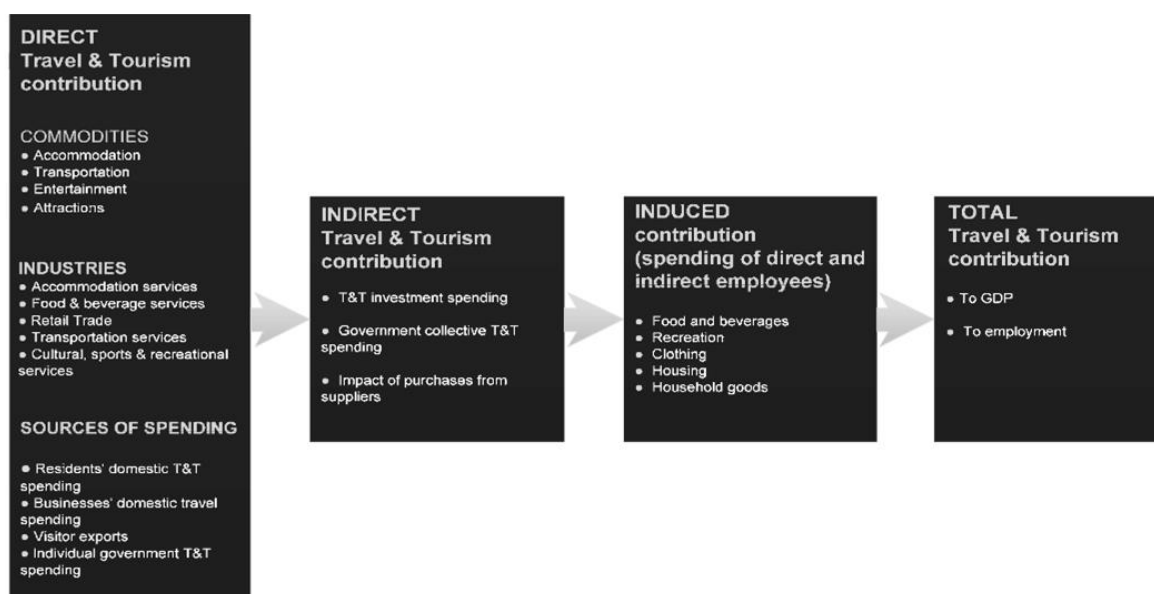 DIRECT
Travel & Tourism
contribution
COMMODITIES
● Accommodation
● Transportation
● Entertainment
● Attractions
INDUSTRIES
● Accommodation services
● Food & beverage services
● Retail Trade
● Transportation services
● Cultural, sports & recreational
services
SOURCES OF SPENDING
● Residents' domestic T&T
spending
● Businesses' domestic travel
spending
● Visitor exports
● Individual government T&T
spending
INDIRECT
Travel & Tourism
contribution
● T&T investment spending
● Government collective T&T
spending
● Impact of purchases from
suppliers
INDUCED
contribution
(spending of direct and
indirect employees)
● Food and beverages
● Recreation
● Clothing
● Housing
● Household goods
TOTAL
Travel & Tourism
contribution
● To GDP
● To employment